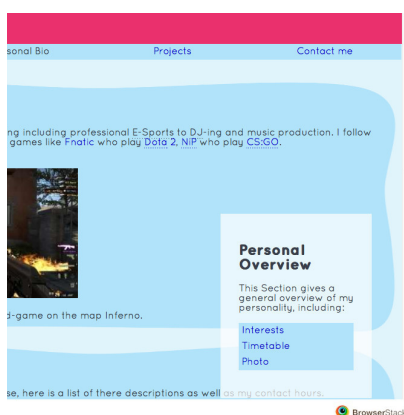 sonal Bio Projects Contact me
ng including professional E-Sports to DJ-ing and music production. I follow
games like Fnatic who play Dota 2, NiP who play CS:GO.
Personal
Overview
This Section gives a
general overview of my
personality, including:
d-game on the map Inferno.
Interests
Timetable
Photo
se, here is a list of there descriptions as well as my contact hours.
BrowserStack